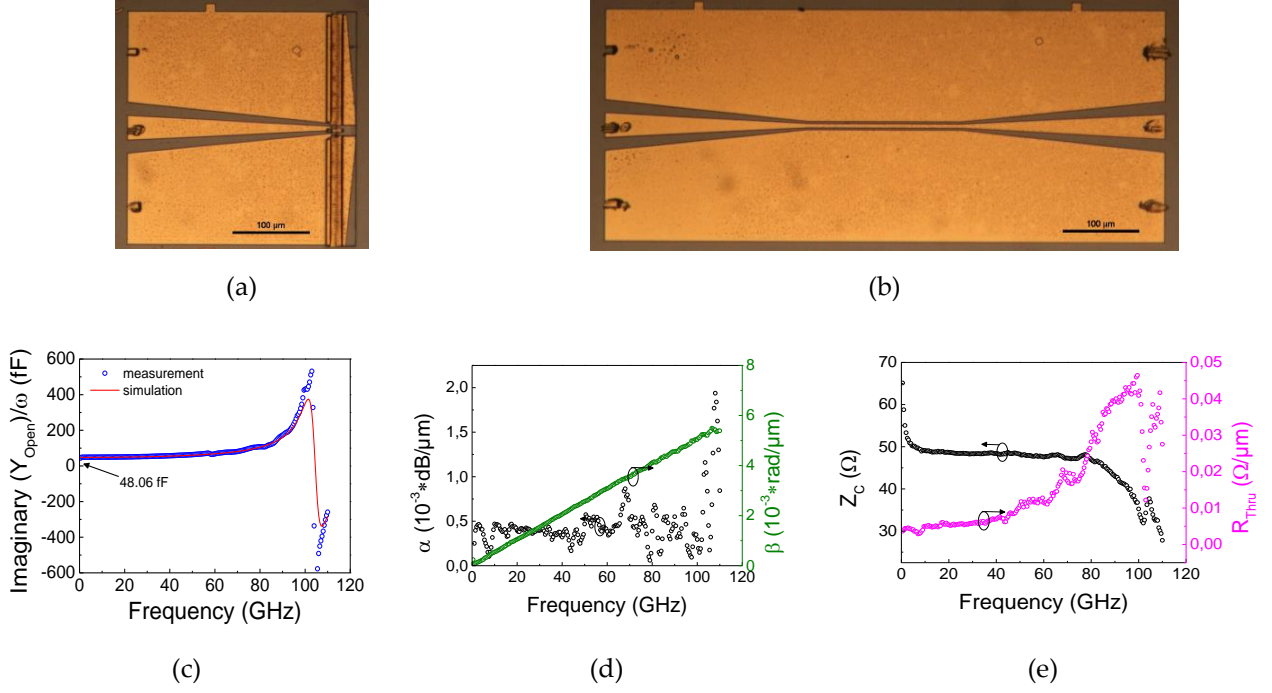 100 µm
100 µm
(a)
(b)
Imaginary (Y_Open)/ω (fF)
600
400
200
0
-200
-400
-600
measurement
simulation
48.06 fF
0 20 40 60 80 100 120
Frequency (GHz)
(c)
α (10⁻³*dB/µm)
2,0
1,5
1,0
0,5
0,0
8
6
4
2
0
β (10⁻³*rad/µm)
0 20 40 60 80 100 120
Frequency (GHz)
(d)
Z_C (Ω)
70
60
50
40
30
0,05
0,04
0,03
0,02
0,01
0,00
R_Thru (Ω/µm)
0 20 40 60 80 100 120
Frequency (GHz)
(e)